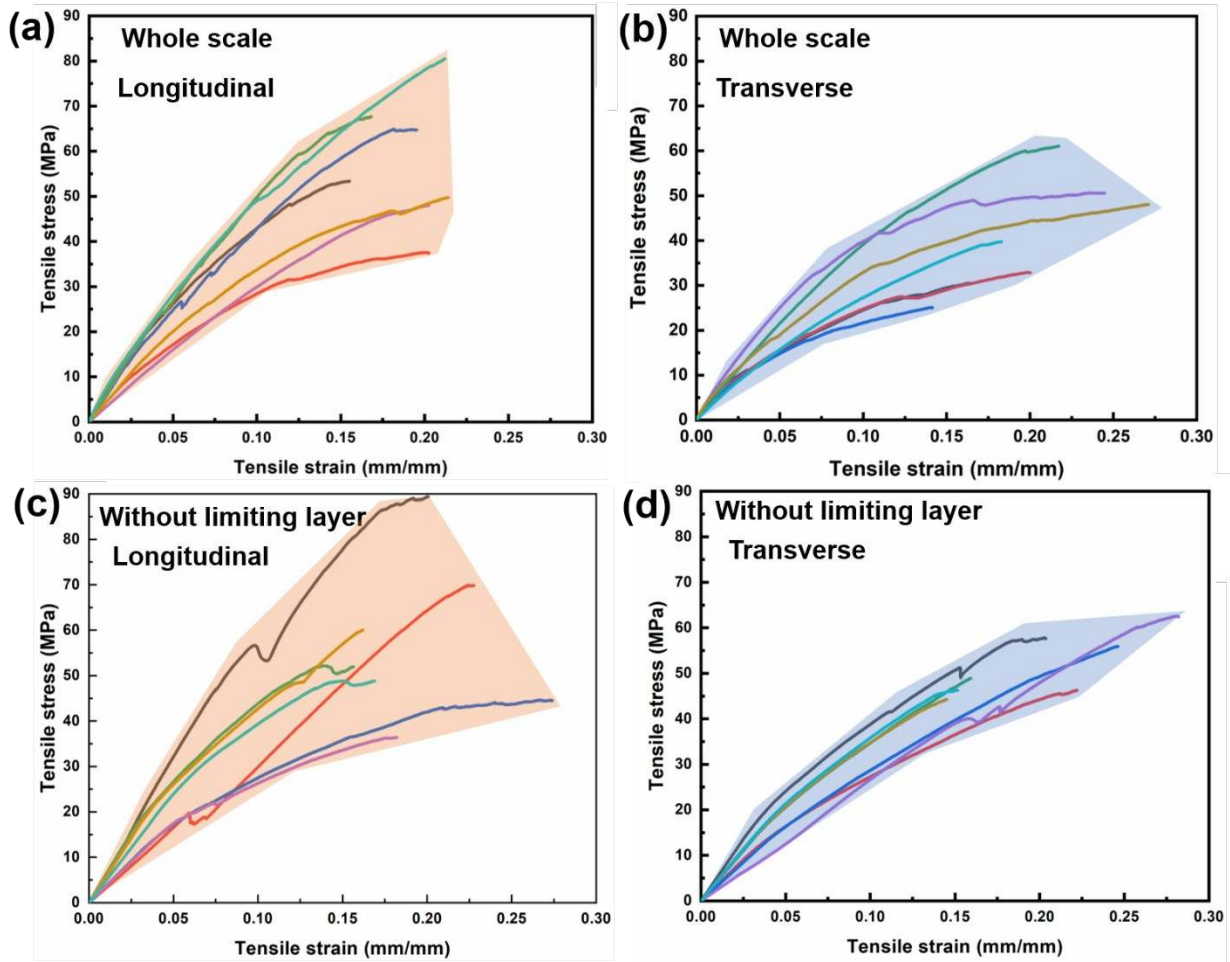 (a)
Whole scale
Longitudinal
Tensile stress (MPa)
90
80
70
60
50
40
30
20
10
0
0.00 0.05 0.10 0.15 0.20 0.25 0.30
Tensile strain (mm/mm)
(b)
Whole scale
Transverse
Tensile stress (MPa)
90
80
70
60
50
40
30
20
10
0
0.00 0.05 0.10 0.15 0.20 0.25 0.30
Tensile strain (mm/mm)
(c)
Without limiting layer
Longitudinal
Tensile stress (MPa)
90
80
70
60
50
40
30
20
10
0
0.00 0.05 0.10 0.15 0.20 0.25 0.30
Tensile strain (mm/mm)
(d)
Without limiting layer
Transverse
Tensile stress (MPa)
90
80
70
60
50
40
30
20
10
0
0.00 0.05 0.10 0.15 0.20 0.25 0.30
Tensile strain (mm/mm)